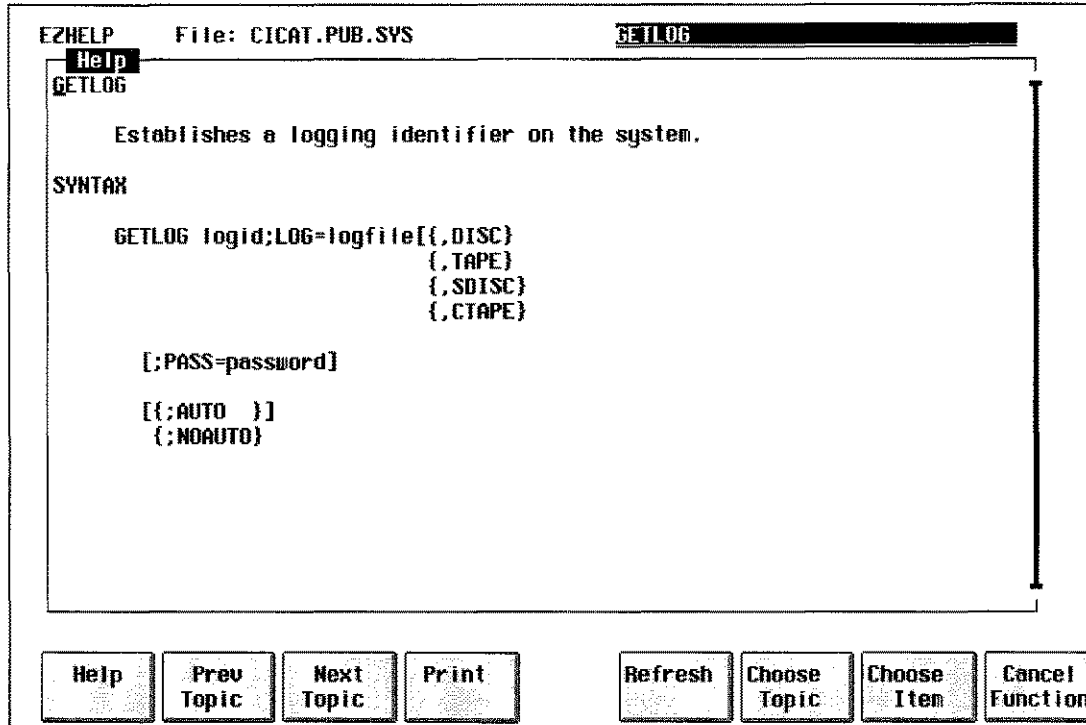 EZHELP File: CICAT.PUB.SYS GETLOG
Help
GETLOG
Establishes a logging identifier on the system.
SYNTAX
GETLOG logid;LOG=logfile[{,DISC}
{,TAPE}
{,SDISC}
{,CTAPE}
[;PASS=password]
[{;AUTO }]
{;NOAUTO}
Help Prev Next Print Refresh Choose Choose Cancel
Topic Topic Topic Item Function